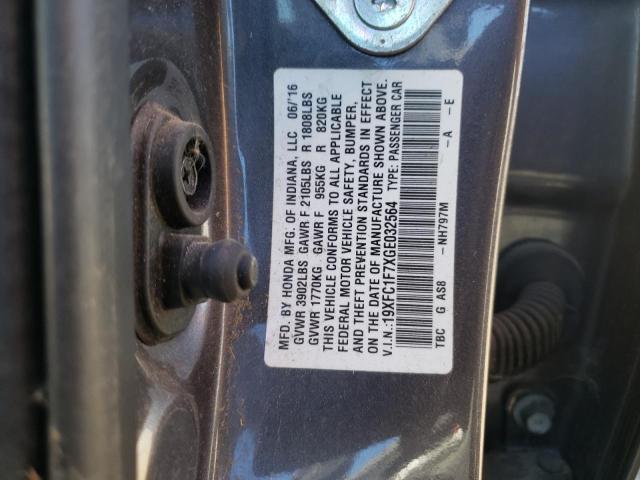 MFD. BY HONDA MFG. OF INDIANA, LLC 06/'16
GVWR 3902LBS GAWR F 2105LBS R 1808LBS
GVWR 1770KG GAWR F 955KG R 820KG
THIS VEHICLE CONFORMS TO ALL APPLICABLE
FEDERAL MOTOR VEHICLE SAFETY, BUMPER,
AND THEFT PREVENTION STANDARDS IN EFFECT
ON THE DATE OF MANUFACTURE SHOWN ABOVE.
V.I.N.:19XFC1F7XGE032564 TYPE: PASSENGER CAR
TBC G AS8 -NH797M -A -E